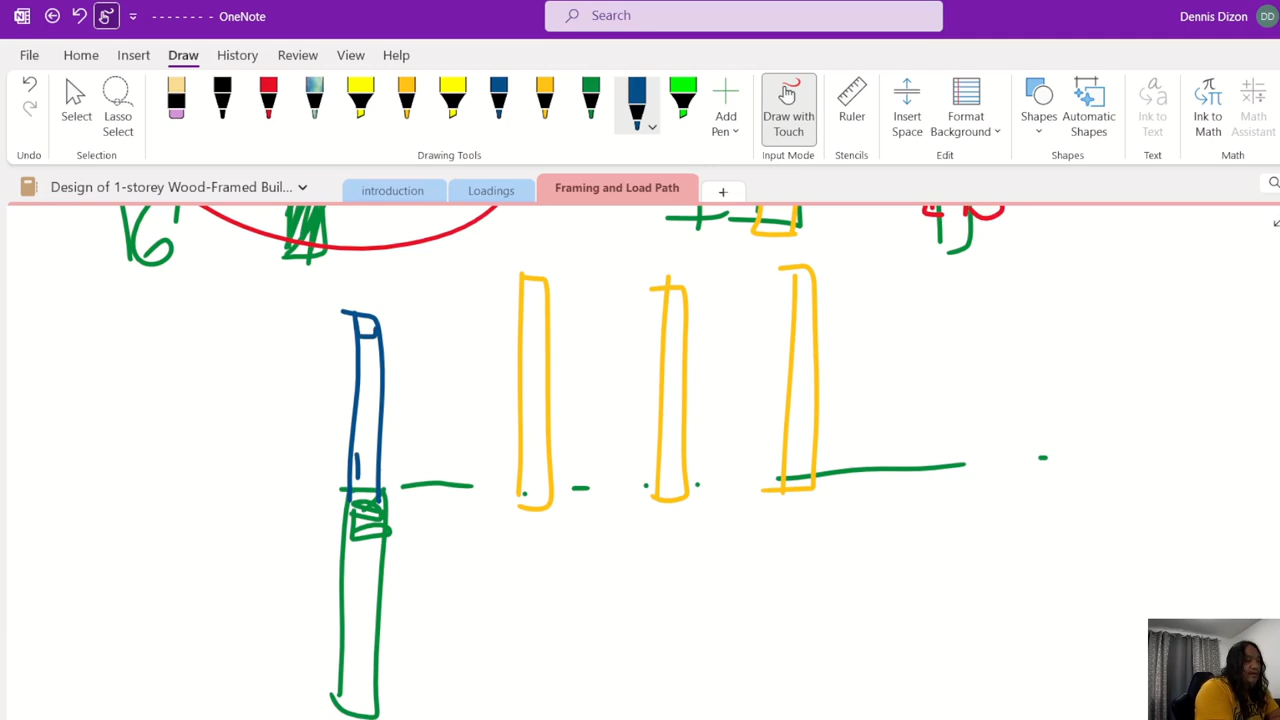 ------- - OneNote
Search
Dennis Dizon
DD
File Home Insert Draw History Review View Help
Select
Lasso Select
Add Pen
Draw with Touch
Ruler
Insert Space
Format Background
Shapes
Automatic Shapes
Ink to Text
Ink to Math
Math Assistant
Undo Selection Drawing Tools Input Mode Stencils Edit Shapes Text Math
Design of 1-storey Wood-Framed Buil...
introduction
Loadings
Framing and Load Path
+